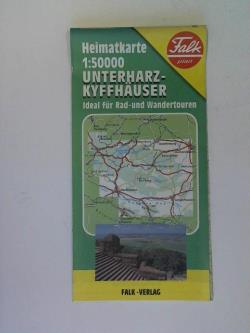 Heimatkarte
1:50000
UNTERHARZ-
KYFFHÄUSER
Ideal für Rad- und Wandertouren
Falk
plan
FALK-VERLAG